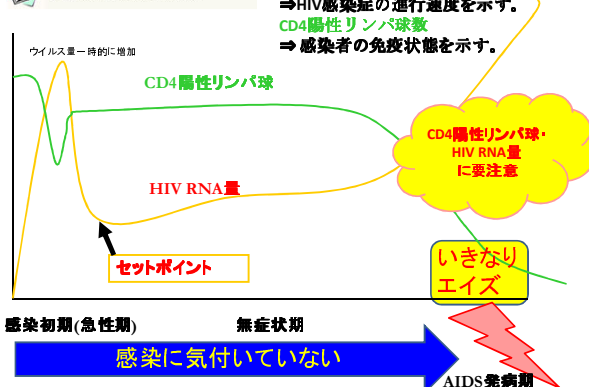 ⇒HIV感染症の進行速度を示す。
CD4陽性リンパ球数
⇒ 感染者の免疫状態を示す。
ウイルス量一時的に増加
CD4陽性リンパ球
CD4陽性リンパ球・
HIV RNA量
に要注意
HIV RNA量
セットポイント
いきなり
エイズ
感染初期(急性期)
無症状期
感染に気付いていない
AIDS発病期